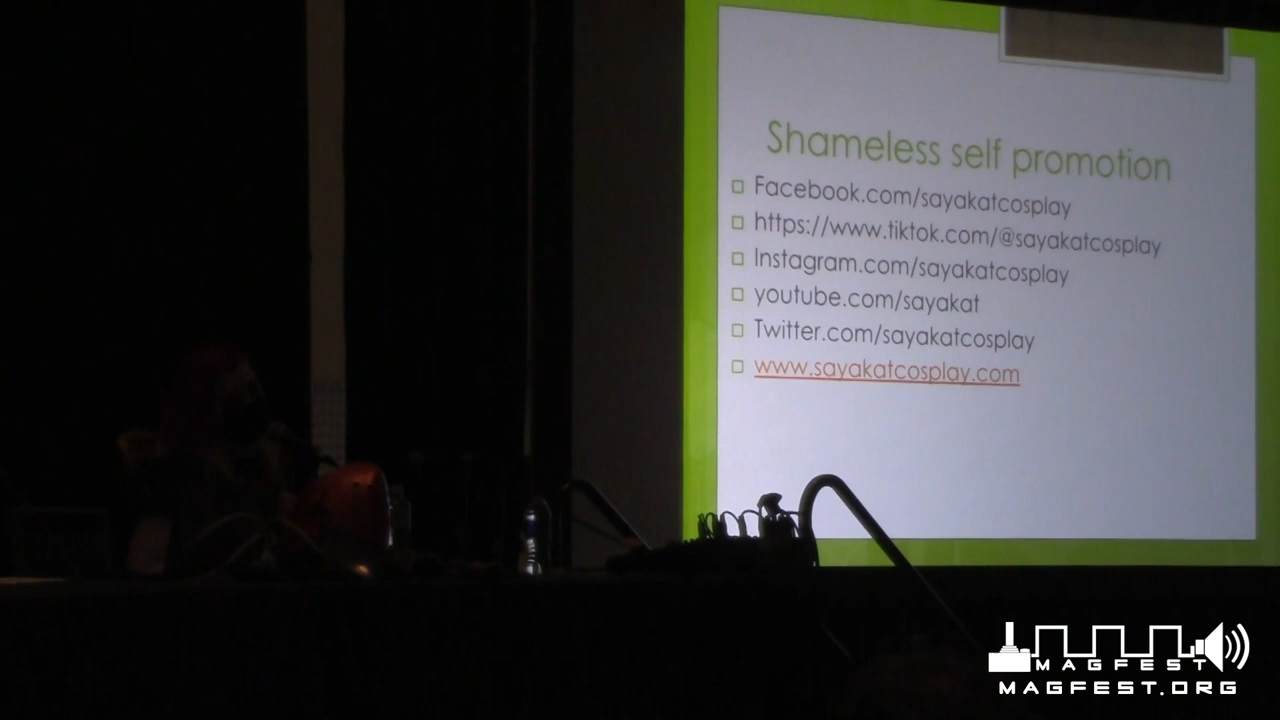 Shameless self promotion
Facebook.com/sayakatcosplay
https://www.tiktok.com/@sayakatcosplay
Instagram.com/sayakatcosplay
youtube.com/sayakat
Twitter.com/sayakatcosplay
www.sayakatcosplay.com
MAGFEST
MAGFEST.ORG